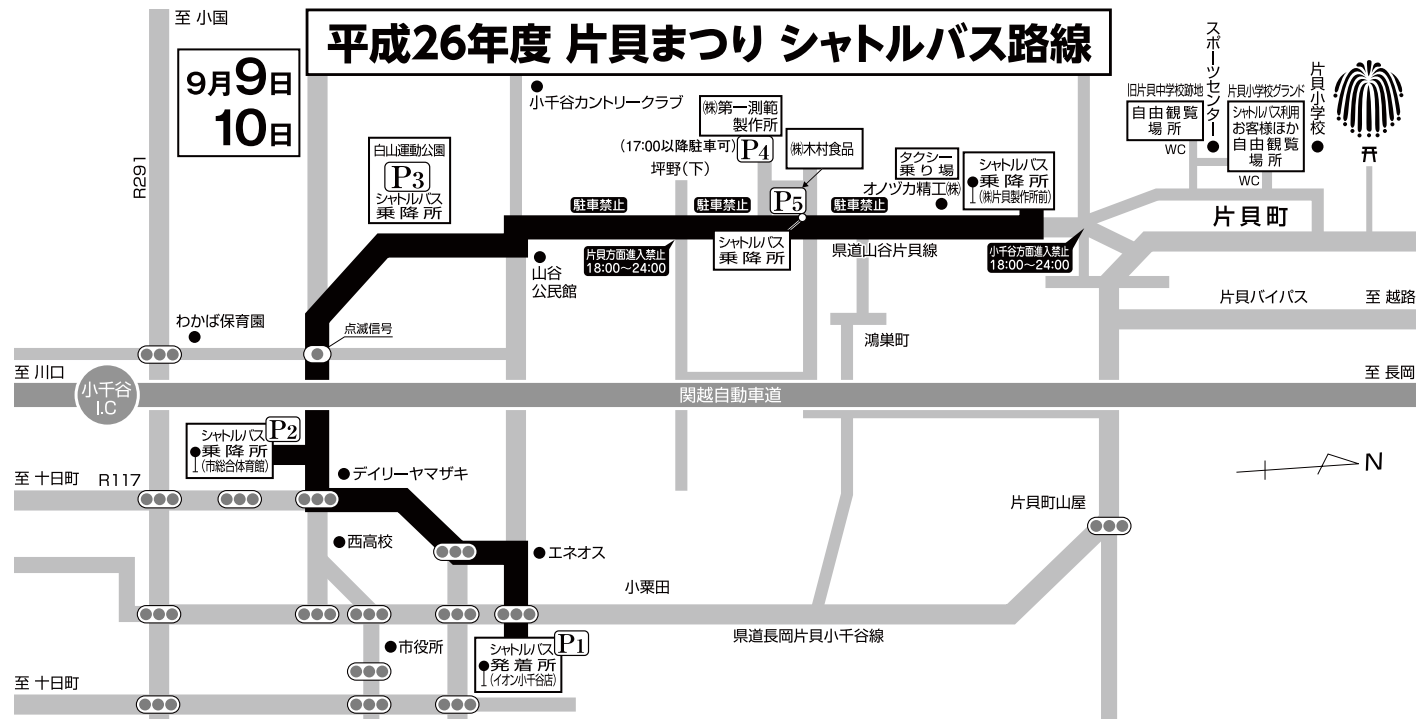 平成26年度 片貝まつり シャトルバス路線
至 小国
9月9日
10日
R291
小千谷カントリークラブ
㈱第一測範
製作所
(17:00以降駐車可)
P4
坪野(下)
㈱木村食品
P5
白山運動公園
P3
シャトルバス
乗降所
駐車禁止
駐車禁止
駐車禁止
タクシー
乗り場
オノヅカ精工㈱
シャトルバス
乗降所
(㈱片貝製作所前)
旧片貝中学校跡地
自由観覧
場所
WC
スポーツセンター
片貝小学校グランド
シャトルバス利用
お客様ほか
自由観覧
場所
WC
片貝小学校
片貝町
山谷
公民館
片貝方面進入禁止
18:00〜24:00
シャトルバス
乗降所
県道山谷片貝線
小千谷方面進入禁止
18:00〜24:00
片貝バイパス
至 越路
わかば保育園
点滅信号
鴻巣町
至 川口
小千谷
I.C
関越自動車道
至 長岡
シャトルバス
P2
乗降所
(市総合体育館)
デイリーヤマザキ
至 十日町
R117
N
片貝町山屋
西高校
エネオス
小粟田
県道長岡片貝小千谷線
市役所
シャトルバス
P1
発着所
(イオン小千谷店)
至 十日町